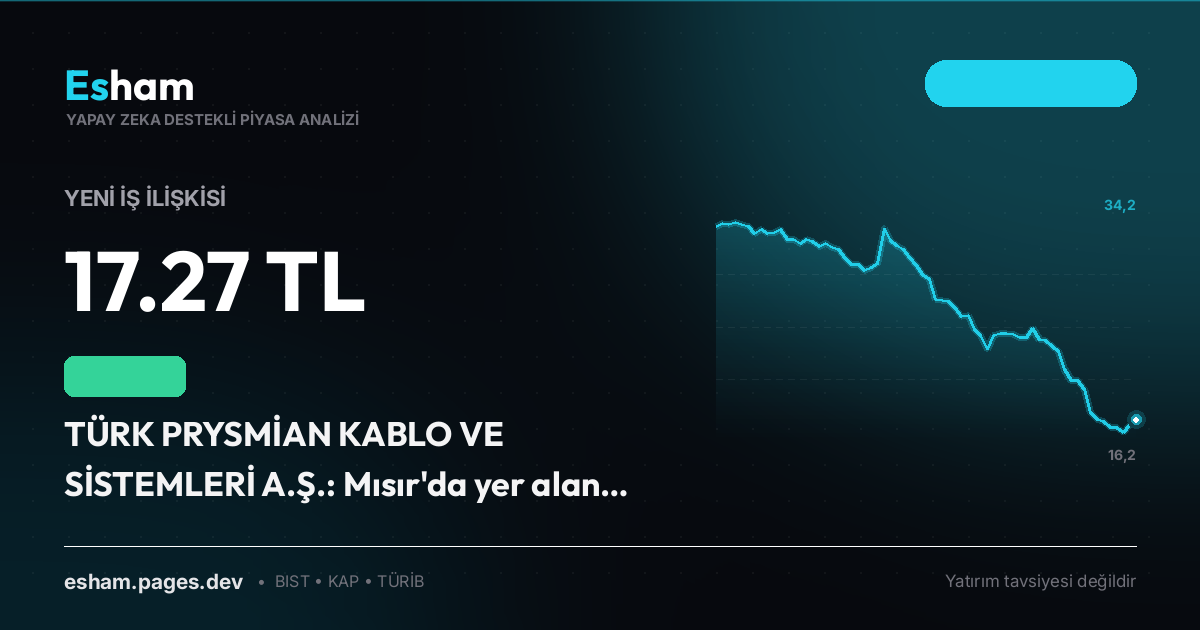 Esham
YAPAY ZEKA DESTEKLİ PİYASA ANALİZİ
YENİ İŞ İLİŞKİSİ
17.27 TL
TÜRK PRYSMİAN KABLO VE
SİSTEMLERİ A.Ş.: Mısır'da yer alan...
34,2
16,2
esham.pages.dev • BIST • KAP • TÜRİB
Yatırım tavsiyesi değildir